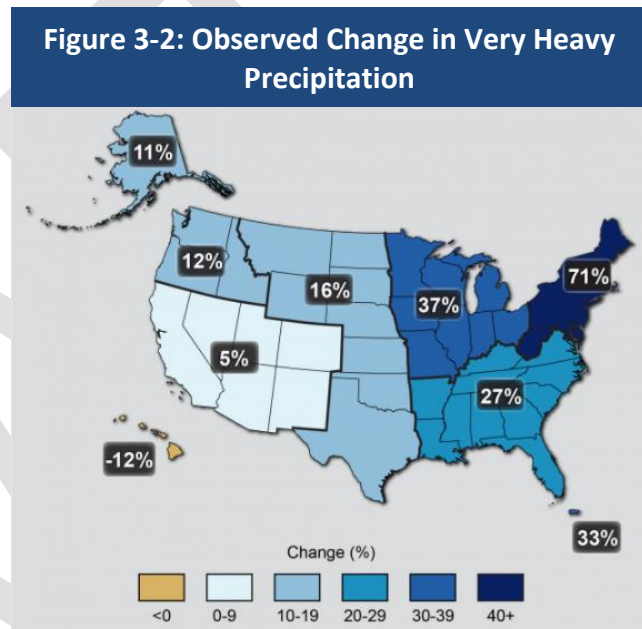 Figure 3-2: Observed Change in Very Heavy
Precipitation
11%
12%
16%
37%
71%
5%
27%
-12%
33%
Change (%)
<0 0-9 10-19 20-29 30-39 40+